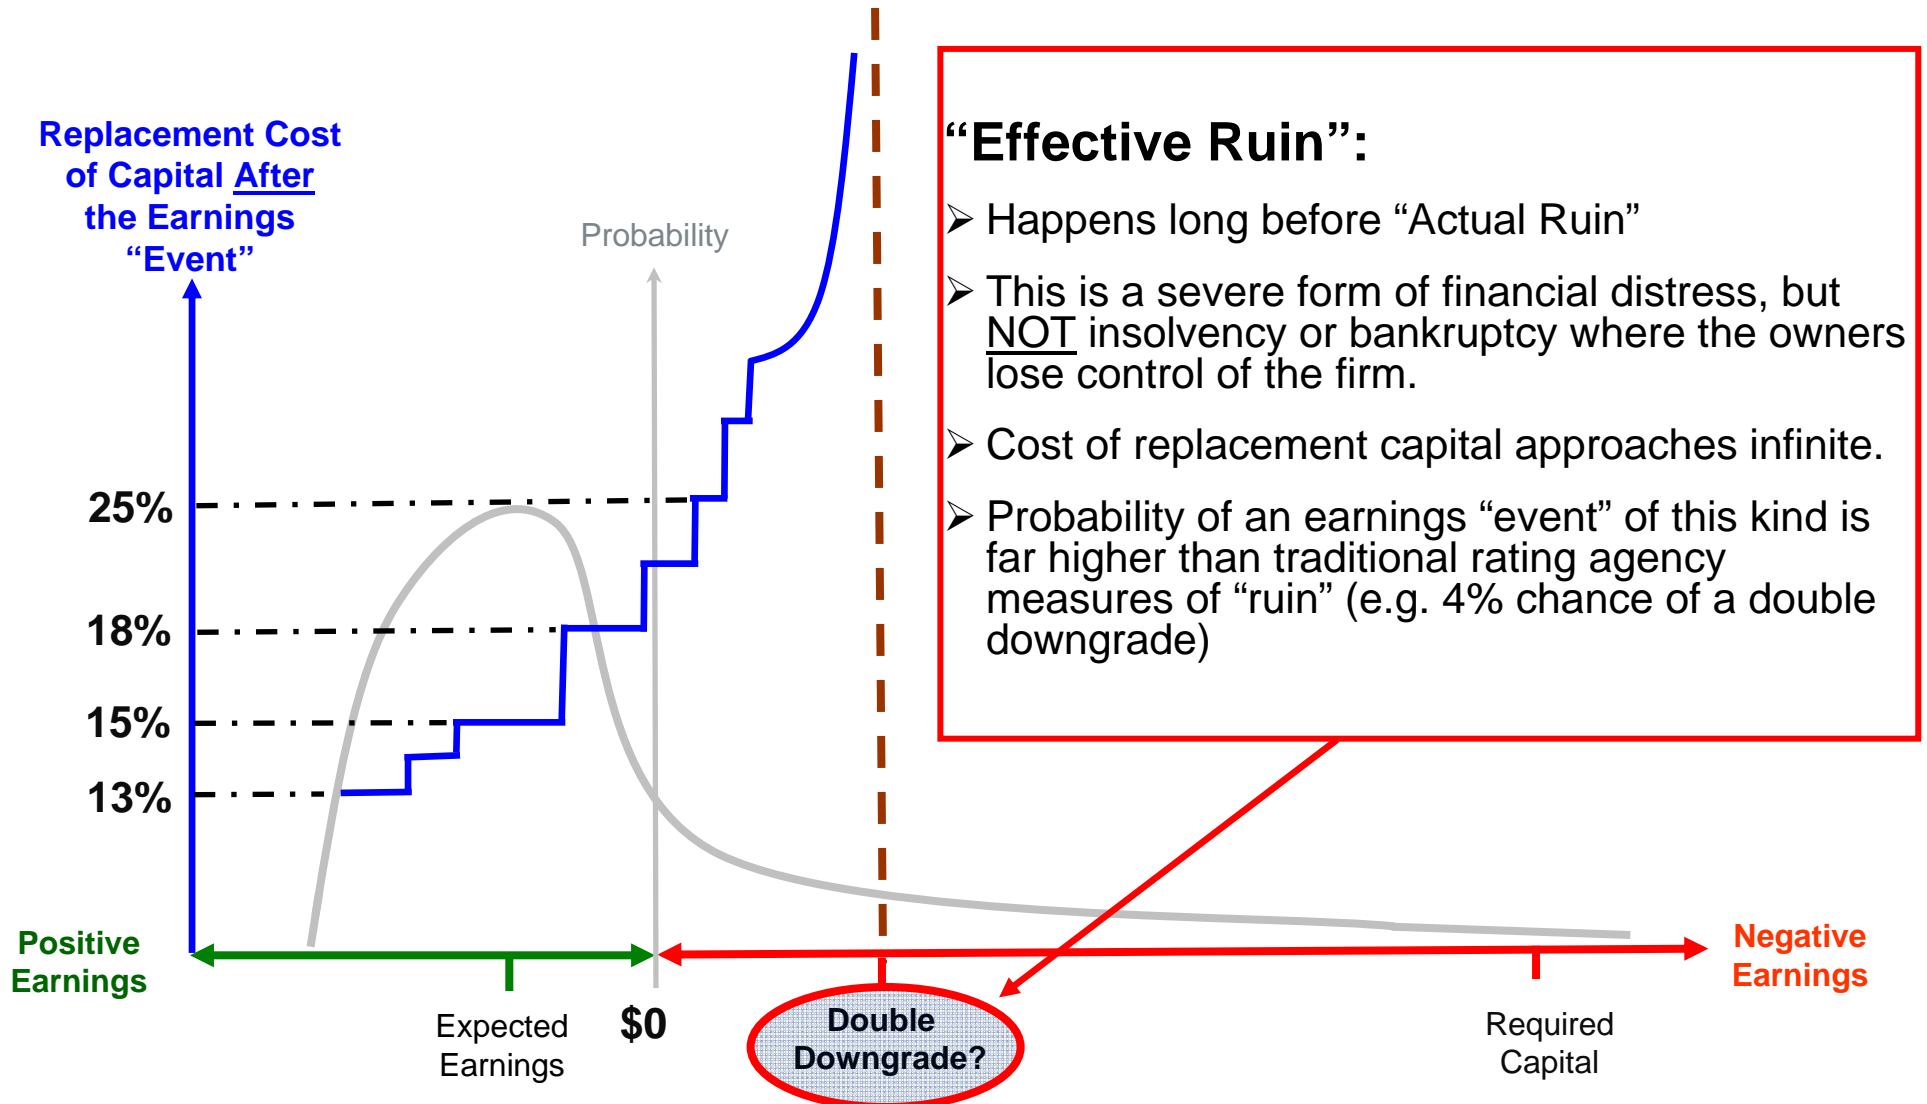 Replacement Cost
of Capital After
the Earnings
“Event”
Probability
25%
18%
15%
13%
Positive
Earnings
Expected
Earnings
$0
Double
Downgrade?
Required
Capital
Negative
Earnings
“Effective Ruin”:
➢ Happens long before “Actual Ruin”
➢ This is a severe form of financial distress, but
NOT insolvency or bankruptcy where the owners
lose control of the firm.
➢ Cost of replacement capital approaches infinite.
➢ Probability of an earnings “event” of this kind is
far higher than traditional rating agency
measures of “ruin” (e.g. 4% chance of a double
downgrade)